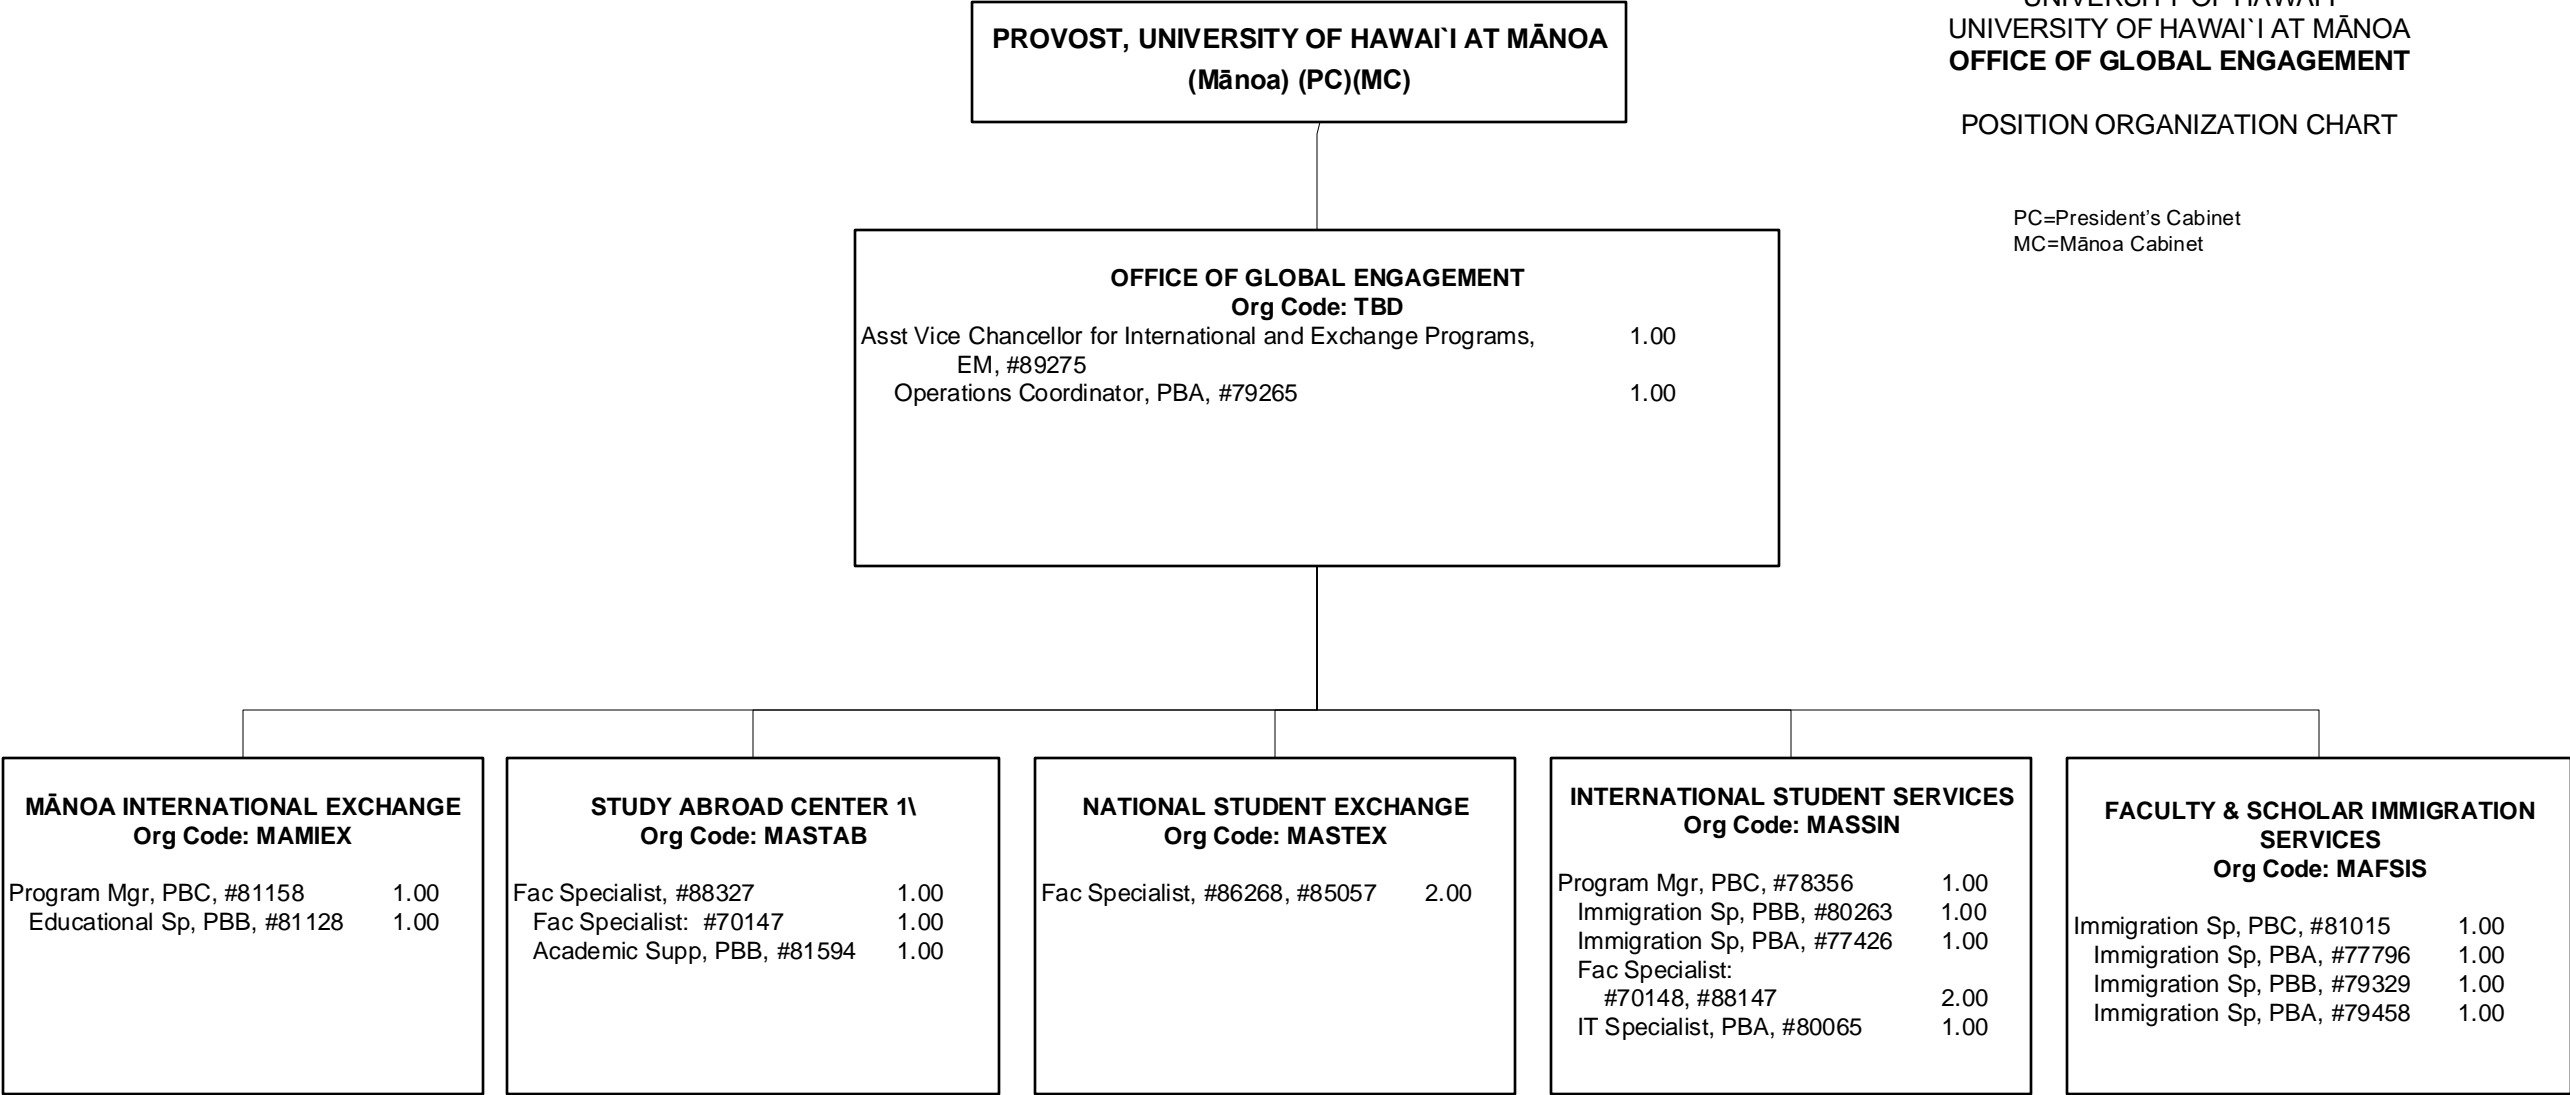 PROVOST, UNIVERSITY OF HAWAI`I AT MĀNOA
(Mānoa) (PC)(MC)
UNIVERSITY OF HAWAI`I
UNIVERSITY OF HAWAI`I AT MĀNOA
OFFICE OF GLOBAL ENGAGEMENT
POSITION ORGANIZATION CHART
PC=President’s Cabinet
MC=Mānoa Cabinet
OFFICE OF GLOBAL ENGAGEMENT
Org Code: TBD
Asst Vice Chancellor for International and Exchange Programs, 1.00
EM, #89275
Operations Coordinator, PBA, #79265 1.00
MĀNOA INTERNATIONAL EXCHANGE
Org Code: MAMIEX
Program Mgr, PBC, #81158 1.00
Educational Sp, PBB, #81128 1.00
STUDY ABROAD CENTER 1\
Org Code: MASTAB
Fac Specialist, #88327 1.00
Fac Specialist: #70147 1.00
Academic Supp, PBB, #81594 1.00
NATIONAL STUDENT EXCHANGE
Org Code: MASTEX
Fac Specialist, #86268, #85057 2.00
INTERNATIONAL STUDENT SERVICES
Org Code: MASSIN
Program Mgr, PBC, #78356 1.00
Immigration Sp, PBB, #80263 1.00
Immigration Sp, PBA, #77426 1.00
Fac Specialist:
#70148, #88147 2.00
IT Specialist, PBA, #80065 1.00
FACULTY & SCHOLAR IMMIGRATION
SERVICES
Org Code: MAFSIS
Immigration Sp, PBC, #81015 1.00
Immigration Sp, PBA, #77796 1.00
Immigration Sp, PBB, #79329 1.00
Immigration Sp, PBA, #79458 1.00